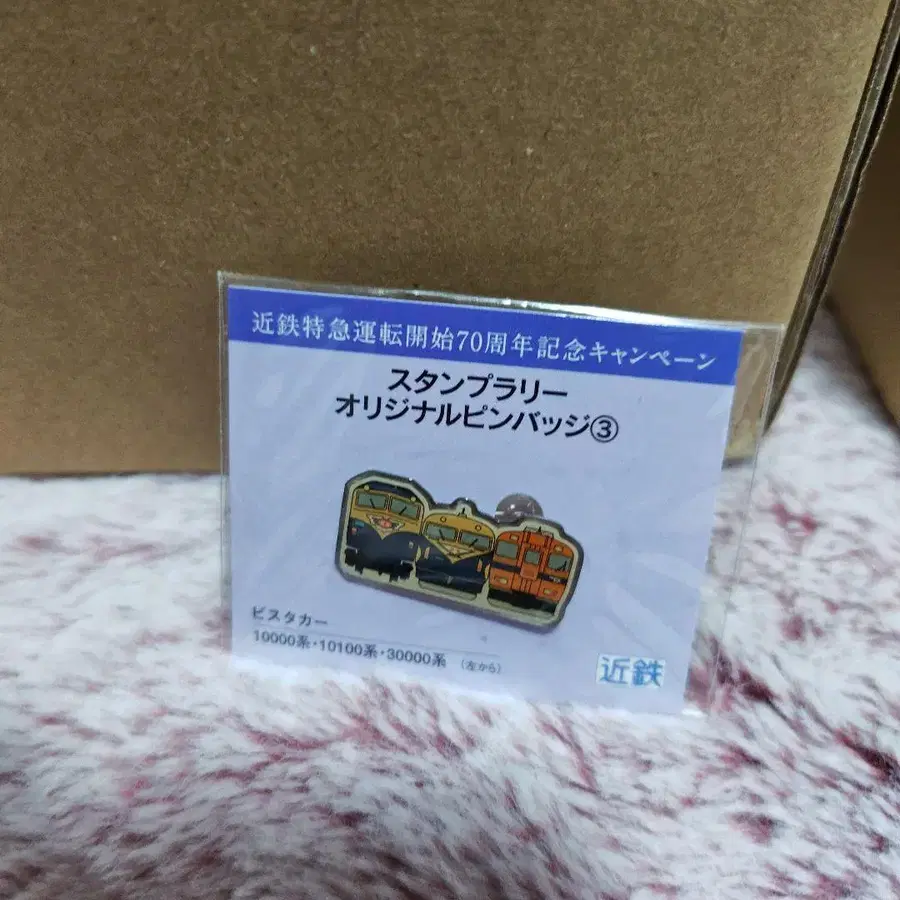 近鉄特急運転開始70周年記念キャンペーン
スタンプラリー
オリジナルピンバッジ③
ビスタカー
10000系・10100系・30000系 (左から)
近鉄